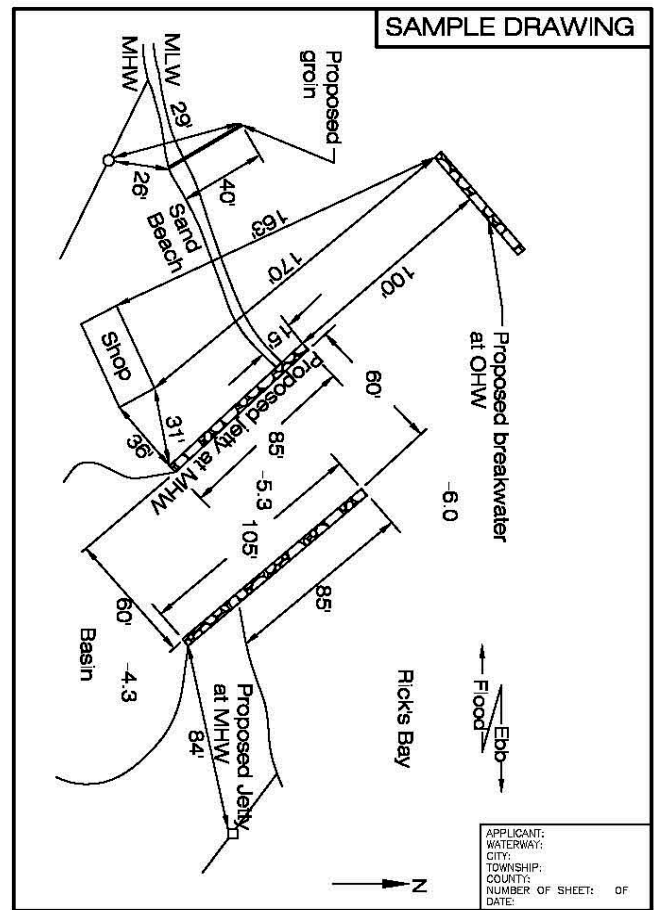 SAMPLE DRAWING
MHW
MLW
29'
26'
Proposed
groin
40'
Sand
Beach
163'
170'
100'
Proposed breakwater
at OHW
Shop
15'
Proposed jetty at MHW
60'
31'
36'
85'
-5.3
-6.0
105'
85'
60'
Basin
-4.3
Proposed Jetty
at MHW
84'
Rick's Bay
Flood
Ebb
N
APPLICANT:
WATERWAY:
CITY:
TOWNSHIP:
COUNTY:
NUMBER OF SHEET: OF
DATE: